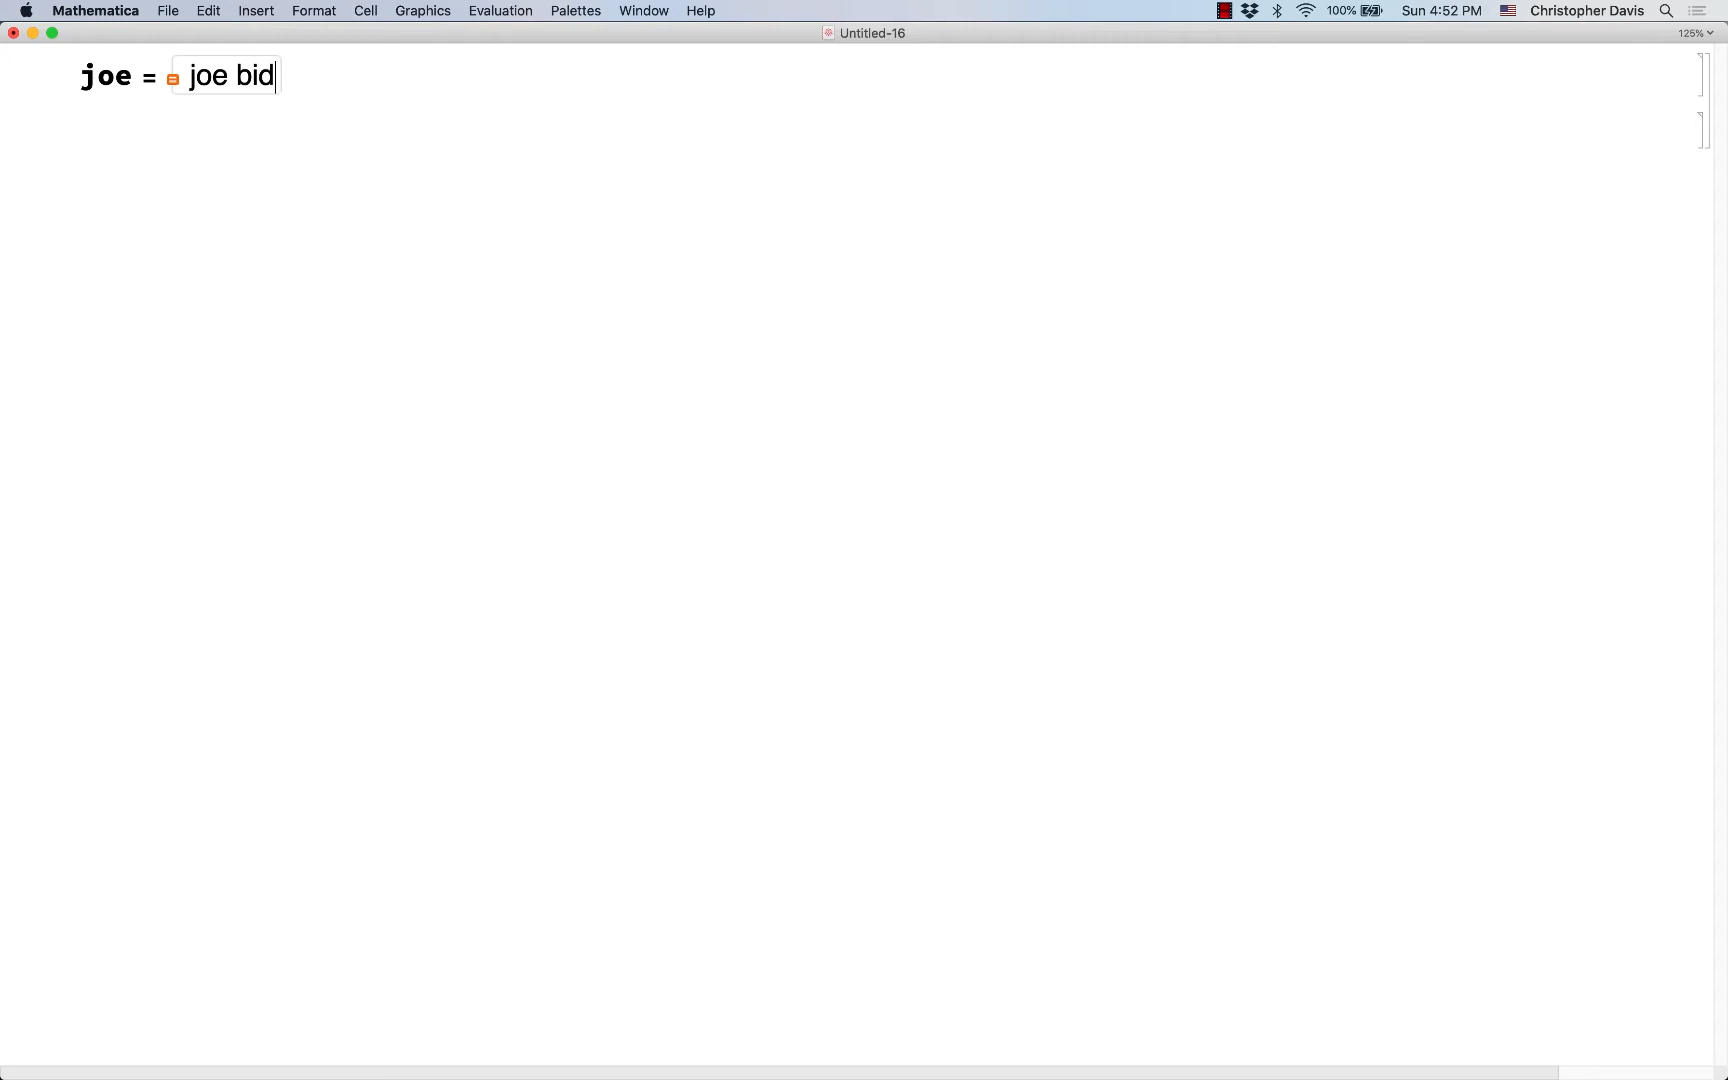 Mathematica File Edit Insert Format Cell Graphics Evaluation Palettes Window Help 100% Sun 4:52 PM Christopher Davis
Untitled-16 125%
joe = joe bid